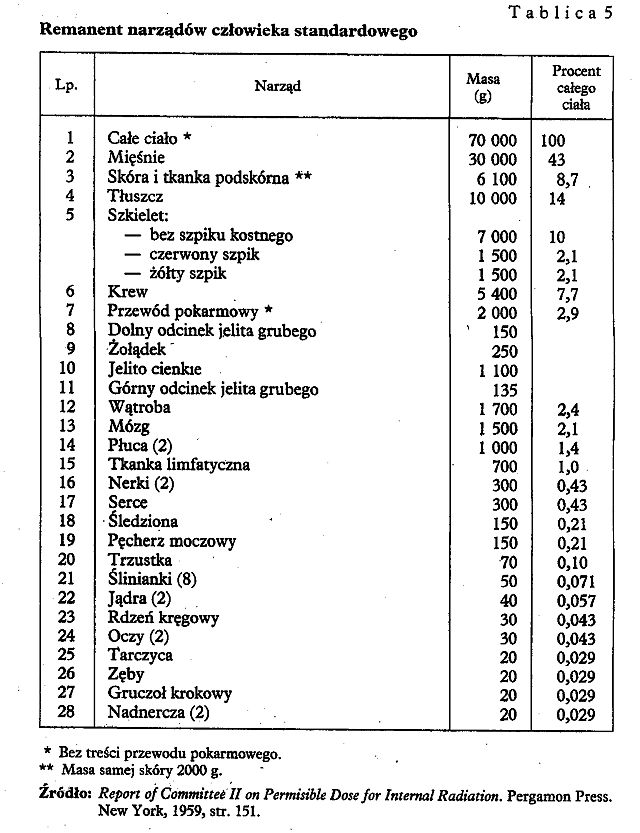 Tablica 5
Remanent narządów człowieka standardowego
Lp. Narząd Masa (g) Procent całego ciała
1 Całe ciało * 70 000 100
2 Mięśnie 30 000 43
3 Skóra i tkanka podskórna ** 6 100 8,7
4 Tłuszcz 10 000 14
5 Szkielet:
— bez szpiku kostnego 7 000 10
— czerwony szpik 1 500 2,1
— żółty szpik 1 500 2,1
6 Krew 5 400 7,7
7 Przewód pokarmowy * 2 000 2,9
8 Dolny odcinek jelita grubego 150
9 Żołądek 250
10 Jelito cienkie 1 100
11 Górny odcinek jelita grubego 135
12 Wątroba 1 700 2,4
13 Mózg 1 500 2,1
14 Płuca (2) 1 000 1,4
15 Tkanka limfatyczna 700 1,0
16 Nerki (2) 300 0,43
17 Serce 300 0,43
18 Śledziona 150 0,21
19 Pęcherz moczowy 150 0,21
20 Trzustka 70 0,10
21 Ślinianki (8) 50 0,071
22 Jądra (2) 40 0,057
23 Rdzeń kręgowy 30 0,043
24 Oczy (2) 30 0,043
25 Tarczyca 20 0,029
26 Zęby 20 0,029
27 Gruczoł krokowy 20 0,029
28 Nadnercza (2) 20 0,029
* Bez treści przewodu pokarmowego.
** Masa samej skóry 2000 g.
Źródło: Report of Committee II on Permisible Dose for Internal Radiation. Pergamon Press.
New York, 1959, str. 151.